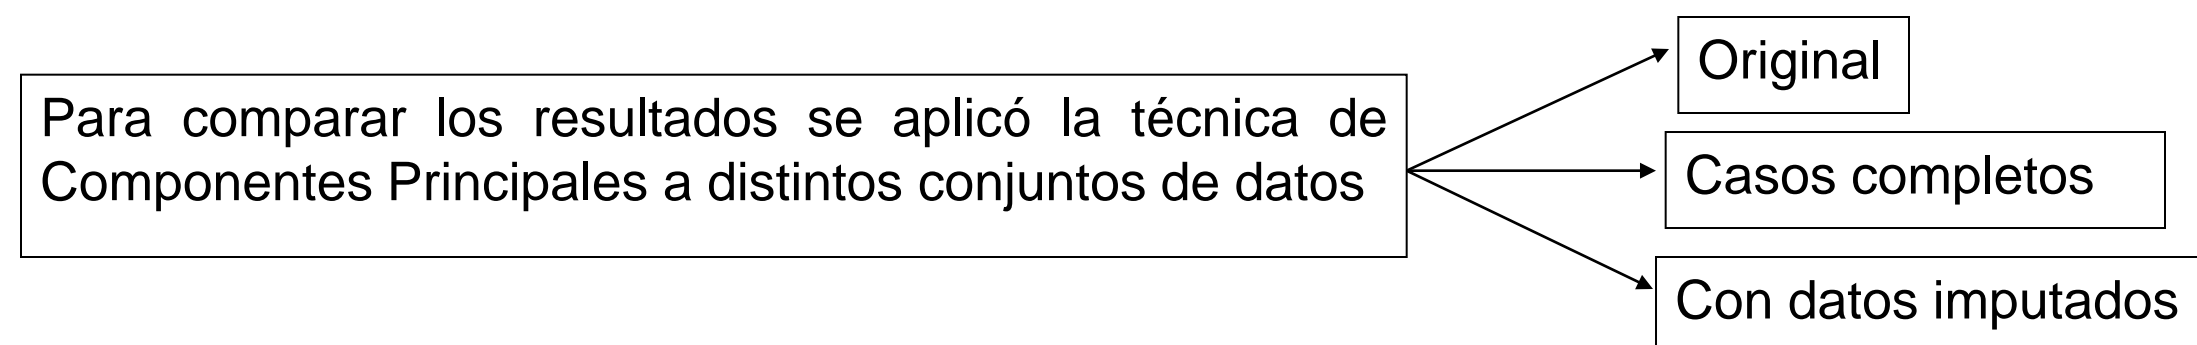 Para comparar los resultados se aplicó la técnica de
Componentes Principales a distintos conjuntos de datos
Original
Casos completos
Con datos imputados